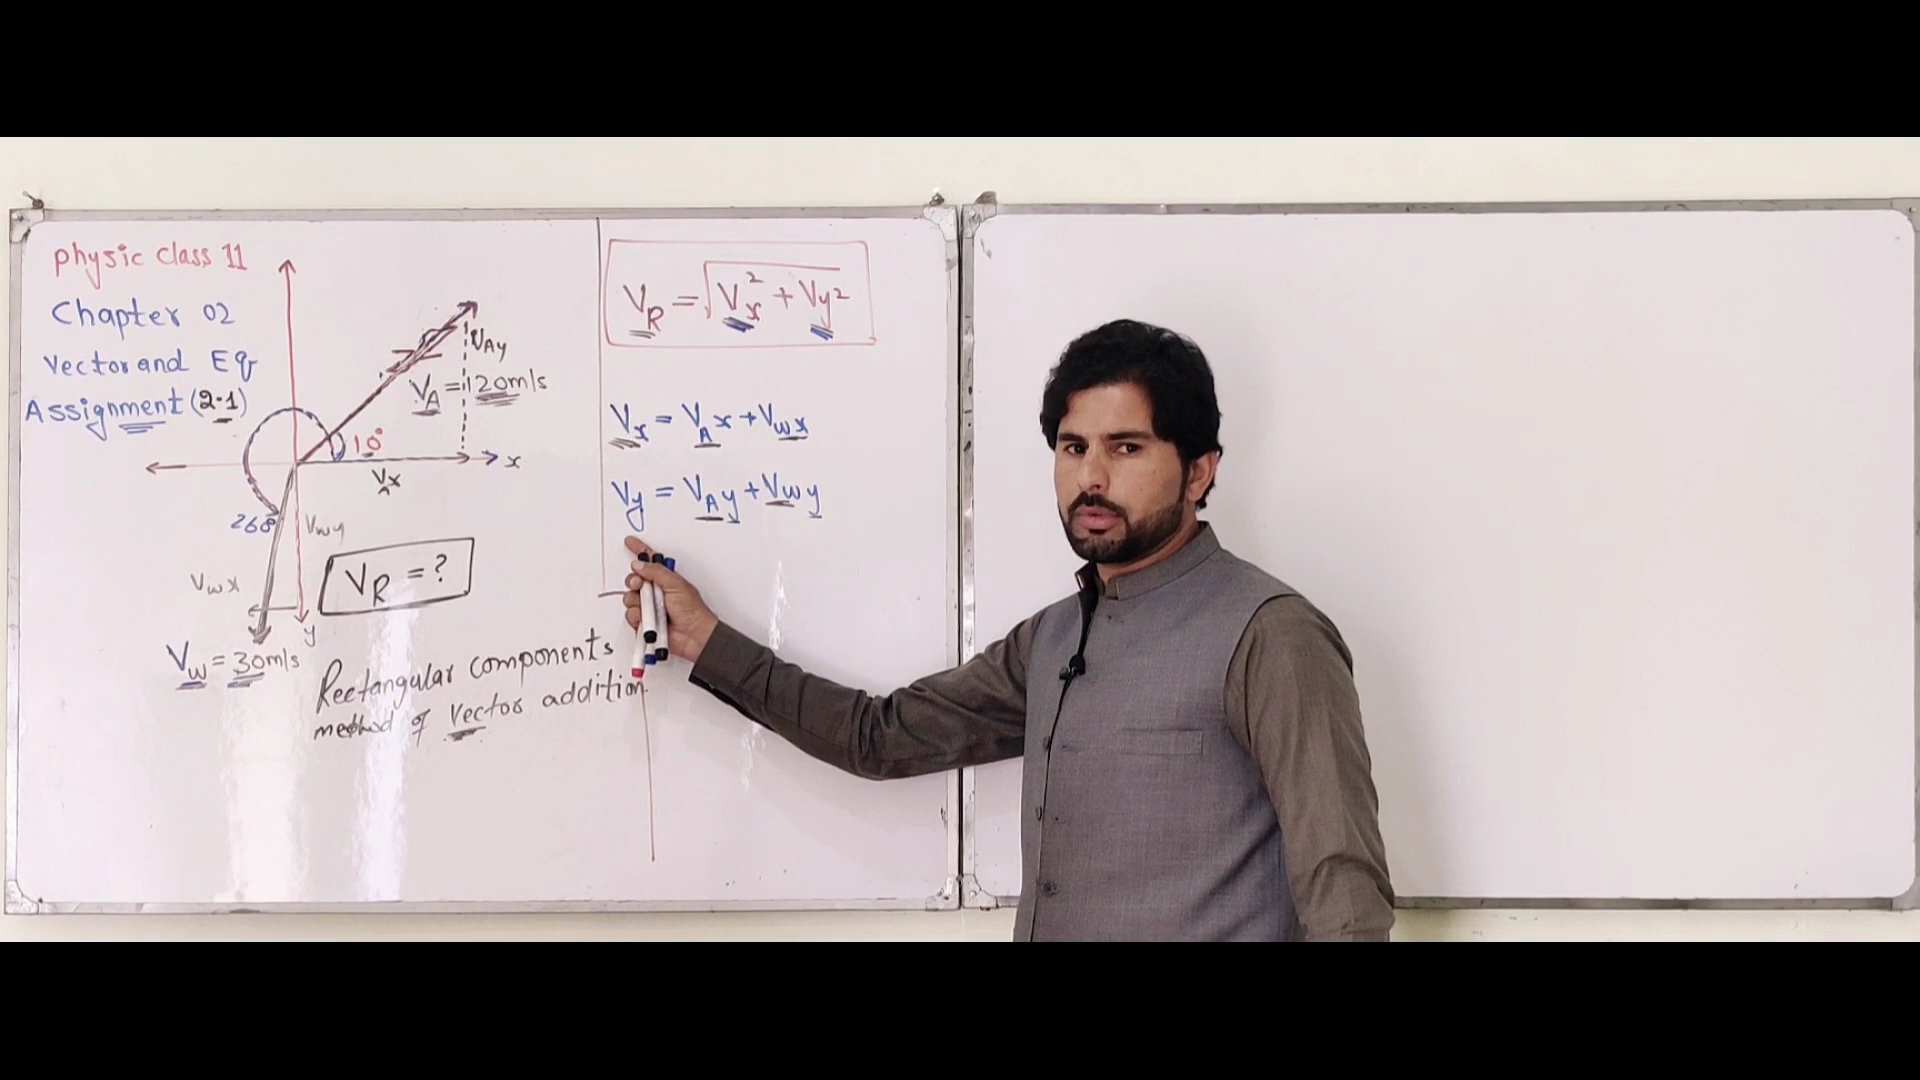 physic class 11
Chapter 02
Vector and Eq
Assignment (2.1)
VAy
VA = 120m/s
10°
x
VAx
268°
Vwy
Vwx
y
VR = ?
Vw = 30m/s
Rectangular components
method of vector addition
VR = √Vx² + Vy²
Vx = VAx + Vwx
Vy = VAy + Vwy